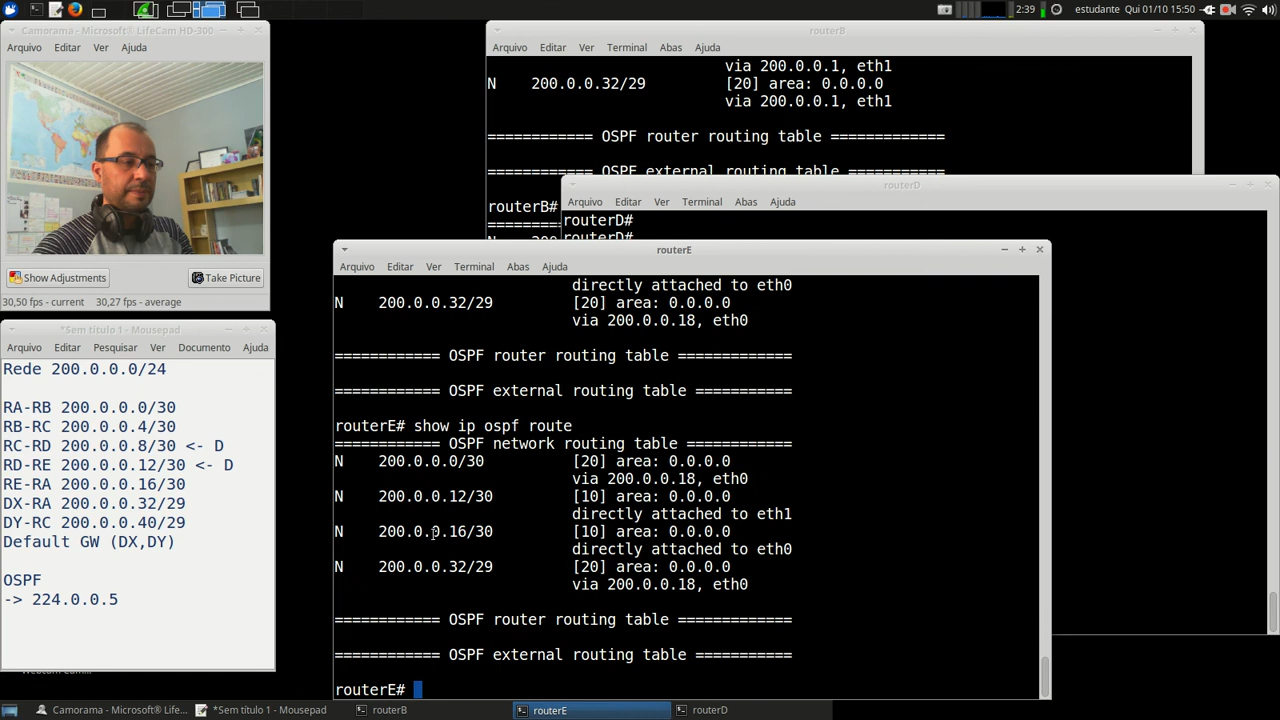 2:39 estudante Qui 01/10 15:50
Camorama - Microsoft® LifeCam HD-300
Arquivo Editar Ver Ajuda
Show Adjustments Take Picture
30,50 fps - current 30,27 fps - average
*Sem título 1 - Mousepad
Arquivo Editar Pesquisar Ver Documento Ajuda
Rede 200.0.0.0/24
RA-RB 200.0.0.0/30
RB-RC 200.0.0.4/30
RC-RD 200.0.0.8/30 <- D
RD-RE 200.0.0.12/30 <- D
RE-RA 200.0.0.16/30
DX-RA 200.0.0.32/29
DY-RC 200.0.0.40/29
Default GW (DX,DY)
OSPF
-> 224.0.0.5
routerB
Arquivo Editar Ver Terminal Abas Ajuda
via 200.0.0.1, eth1
N 200.0.0.32/29 [20] area: 0.0.0.0
via 200.0.0.1, eth1
============ OSPF router routing table =============
============ OSPF external routing table ===========
routerB#
routerD
Arquivo Editar Ver Terminal Abas Ajuda
routerD#
routerD#
routerE
Arquivo Editar Ver Terminal Abas Ajuda
directly attached to eth0
N 200.0.0.32/29 [20] area: 0.0.0.0
via 200.0.0.18, eth0
============ OSPF router routing table =============
============ OSPF external routing table ===========
routerE# show ip ospf route
============ OSPF network routing table ============
N 200.0.0.0/30 [20] area: 0.0.0.0
via 200.0.0.18, eth0
N 200.0.0.12/30 [10] area: 0.0.0.0
directly attached to eth1
N 200.0.0.16/30 [10] area: 0.0.0.0
directly attached to eth0
N 200.0.0.32/29 [20] area: 0.0.0.0
via 200.0.0.18, eth0
============ OSPF router routing table =============
============ OSPF external routing table ===========
routerE#
Camorama - Microsoft® Life... *Sem título 1 - Mousepad routerB routerE routerD